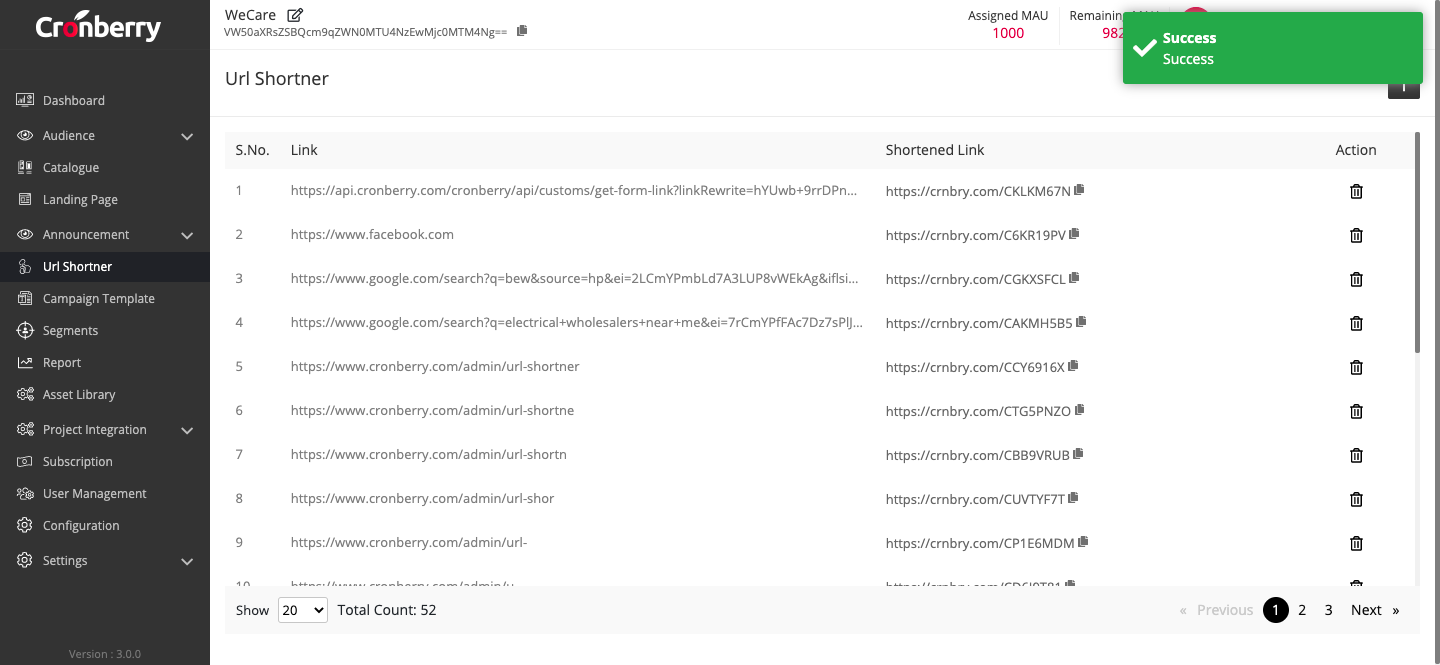 Cronberry
WeCare
VW50aXRsZSBQcm9qZWN0MTU4NzEwMjc0MTM4Ng==
Assigned MAU
1000
Remaining
982
Success
Success
Dashboard
Audience
Catalogue
Landing Page
Announcement
Url Shortner
Campaign Template
Segments
Report
Asset Library
Project Integration
Subscription
User Management
Configuration
Settings
Version : 3.0.0
Url Shortner
S.No. Link Shortened Link Action
1 https://api.cronberry.com/cronberry/api/customs/get-form-link?linkRewrite=hYUwb+9rrDPn... https://crnbry.com/CKLKM67N
2 https://www.facebook.com https://crnbry.com/C6KR19PV
3 https://www.google.com/search?q=bew&source=hp&ei=2LCmYPmbLd7A3LUP8vWEkAg&iflsi... https://crnbry.com/CGKXSFCL
4 https://www.google.com/search?q=electrical+wholesalers+near+me&ei=7rCmYPfFAc7Dz7sPlJ... https://crnbry.com/CAKMH5B5
5 https://www.cronberry.com/admin/url-shortner https://crnbry.com/CCY6916X
6 https://www.cronberry.com/admin/url-shortne https://crnbry.com/CTG5PNZO
7 https://www.cronberry.com/admin/url-shortn https://crnbry.com/CBB9VRUB
8 https://www.cronberry.com/admin/url-shor https://crnbry.com/CUVTYF7T
9 https://www.cronberry.com/admin/url- https://crnbry.com/CP1E6MDM
10 https://www.cronberry.com/admin/u
Show 20 Total Count: 52 « Previous 1 2 3 Next »